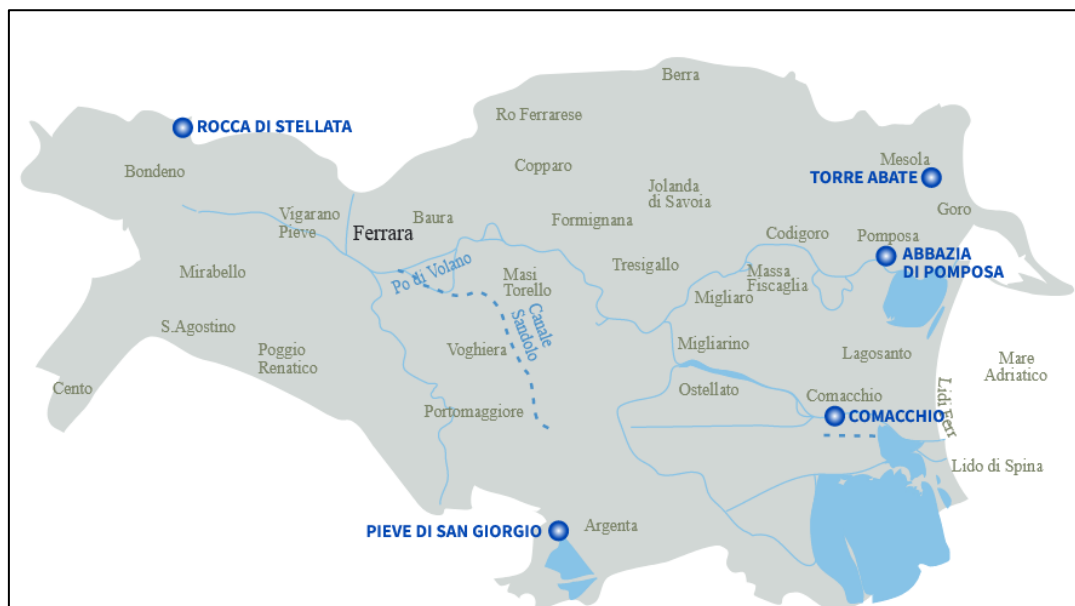 Berra
Ro Ferrarese
ROCCA DI STELLATA
Bondeno
Copparo
Mesola
TORRE ABATE
Jolanda
di Savoia
Goro
Vigarano
Pieve
Baura
Formignana
Ferrara
Codigoro
Pomposa
ABBAZIA
DI POMPOSA
Mirabello
Po di Volano
Masi
Torello
Tresigallo
Massa
Fiscaglia
Migliaro
Canale
Sandolo
S.Agostino
Poggio
Renatico
Voghiera
Migliarino
Lagosanto
Mare
Adriatico
Cento
Ostellato
Comacchio
Lidi Ferr
Portomaggiore
COMACCHIO
Lido di Spina
PIEVE DI SAN GIORGIO
Argenta